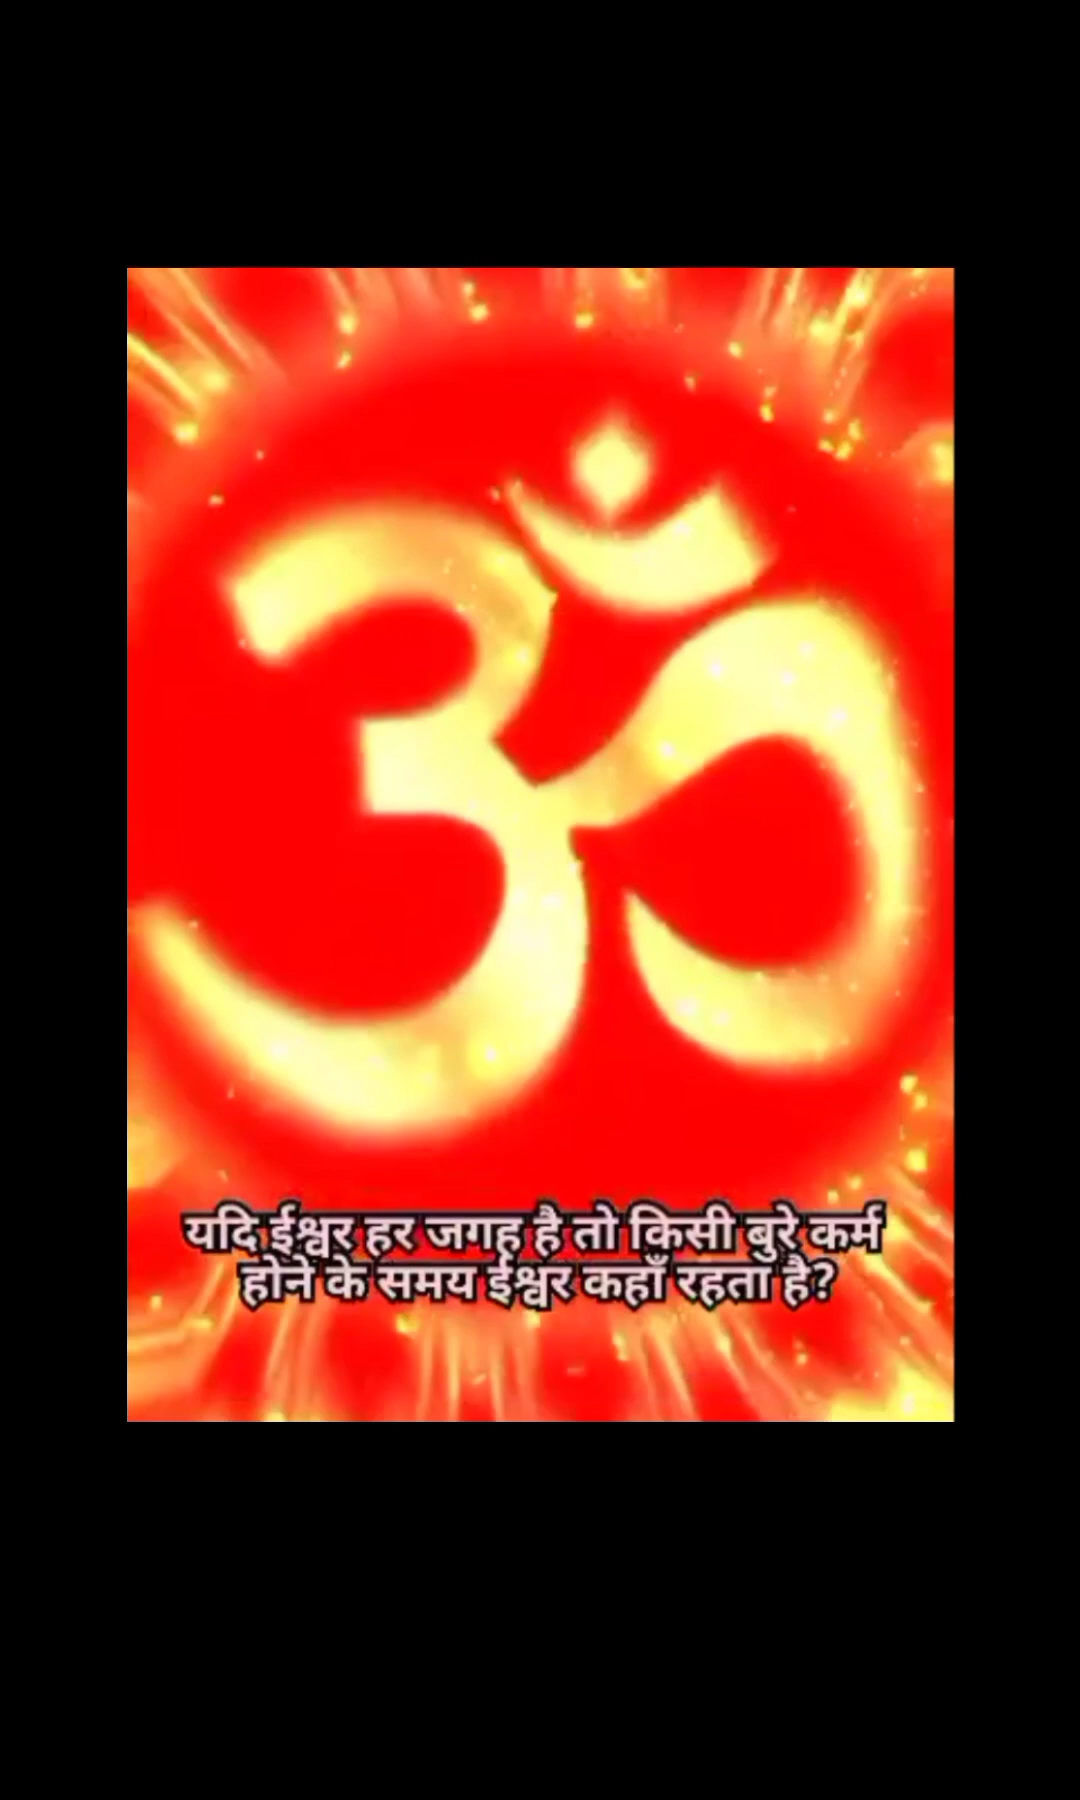 ॐ
यदि ईश्वर हर जगह है तो किसी बुरे कर्म
होने के समय ईश्वर कहाँ रहता है?